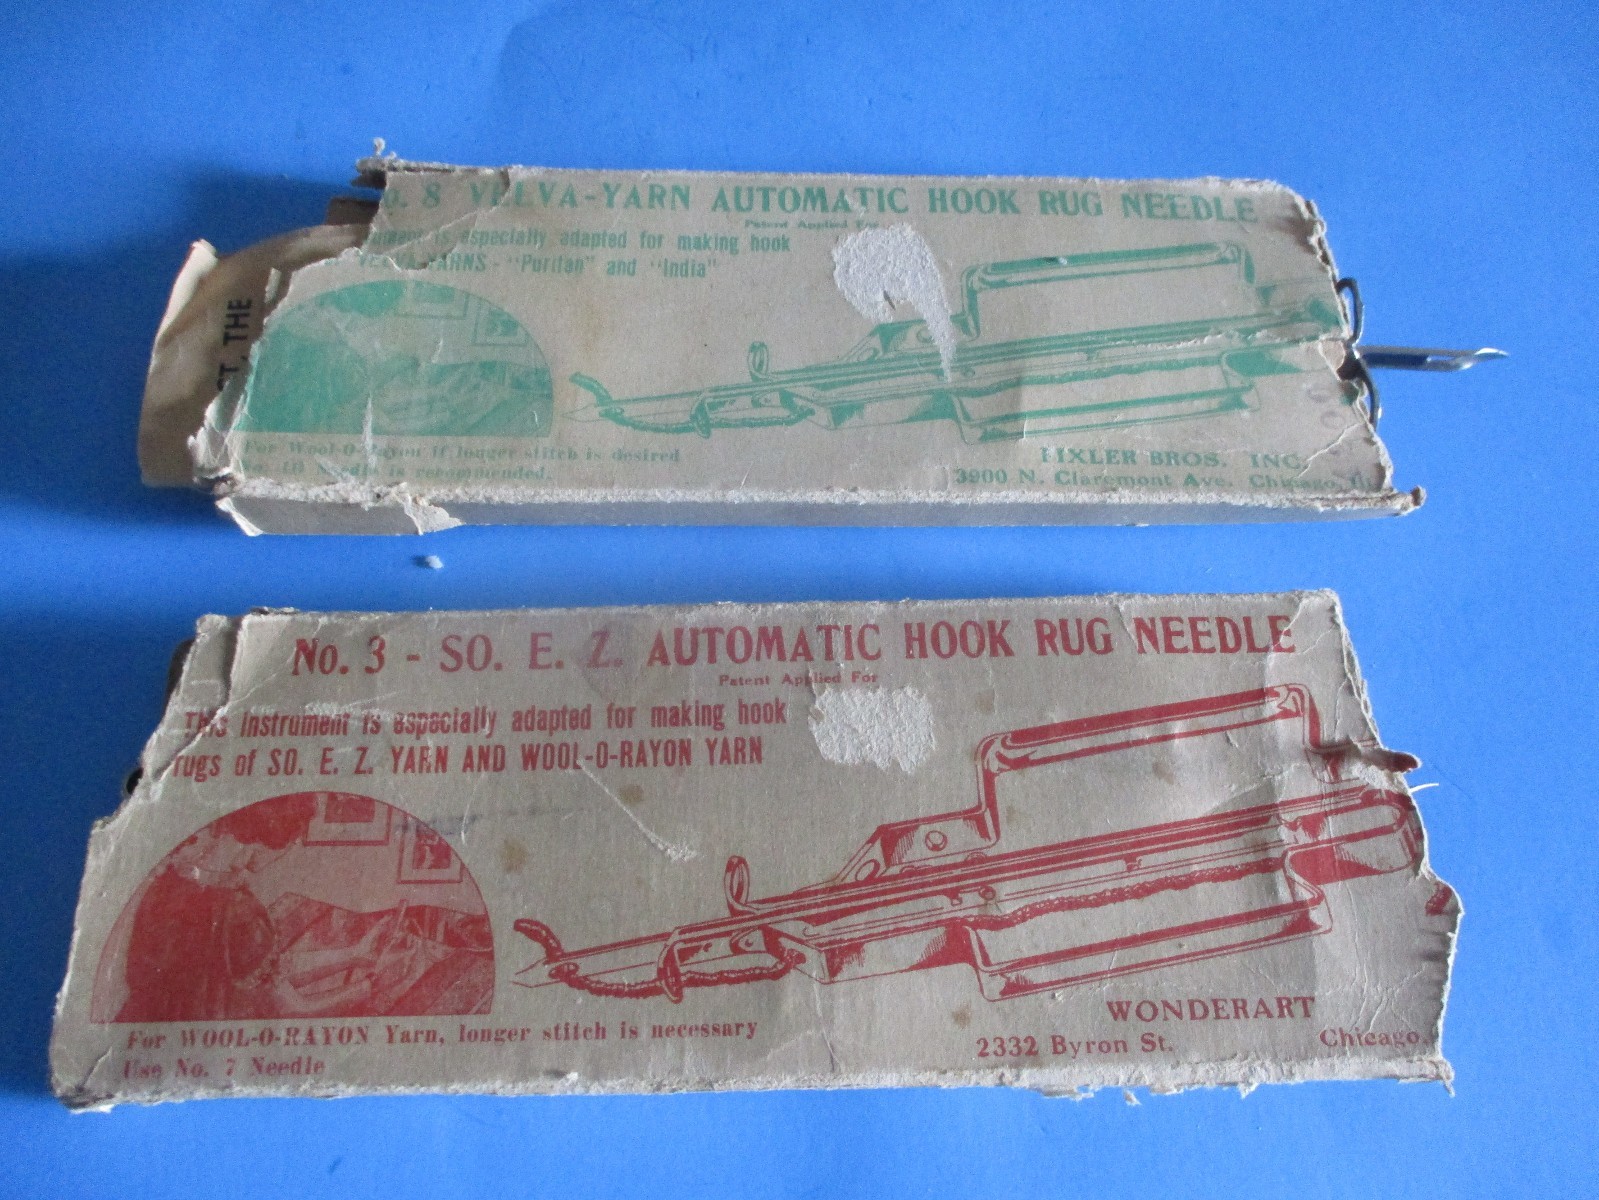 8 VELVA-YARN AUTOMATIC HOOK RUG NEEDLE
Patent Applied For
is especially adapted for making hook
VELVA-YARNS - "Puritan" and "India"
THE
For Wool-O-Rayon if longer stitch is desired
Needle is recommended.
BROS. INC.
3900 N. Claremont Ave. Chicago, Ill.
No. 3 - SO. E. Z. AUTOMATIC HOOK RUG NEEDLE
Patent Applied For
This instrument is especially adapted for making hook
rugs of SO. E. Z. YARN AND WOOL-O-RAYON YARN
For WOOL-O-RAYON Yarn, longer stitch is necessary
Use No. 7 Needle
WONDERART
2332 Byron St. Chicago.